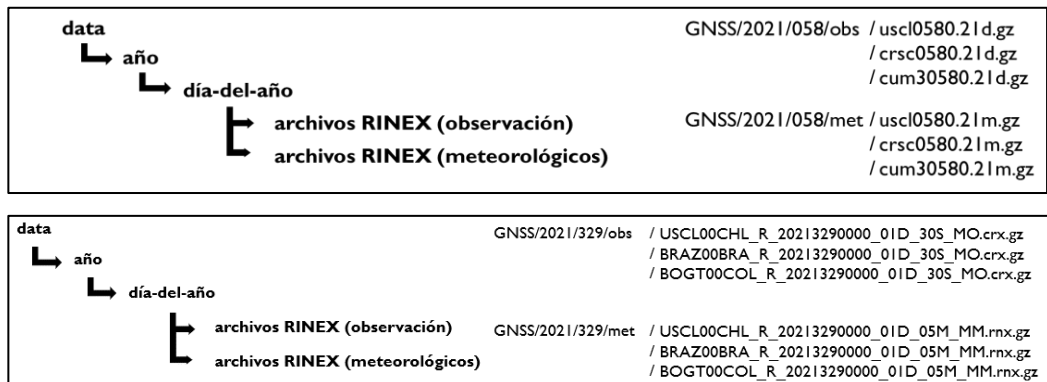 data
año
día-del-año
archivos RINEX (observación)
archivos RINEX (meteorológicos)
GNSS/2021/058/obs / uscl0580.21d.gz
/ crsc0580.21d.gz
/ cum30580.21d.gz
GNSS/2021/058/met / uscl0580.21m.gz
/ crsc0580.21m.gz
/ cum30580.21m.gz
data
año
día-del-año
archivos RINEX (observación)
archivos RINEX (meteorológicos)
GNSS/2021/329/obs / USCL00CHL_R_20213290000_01D_30S_MO.crx.gz
/ BRAZ00BRA_R_20213290000_01D_30S_MO.crx.gz
/ BOGT00COL_R_20213290000_01D_30S_MO.crx.gz
GNSS/2021/329/met / USCL00CHL_R_20213290000_01D_05M_MM.rnx.gz
/ BRAZ00BRA_R_20213290000_01D_05M_MM.rnx.gz
/ BOGT00COL_R_20213290000_01D_05M_MM.rnx.gz